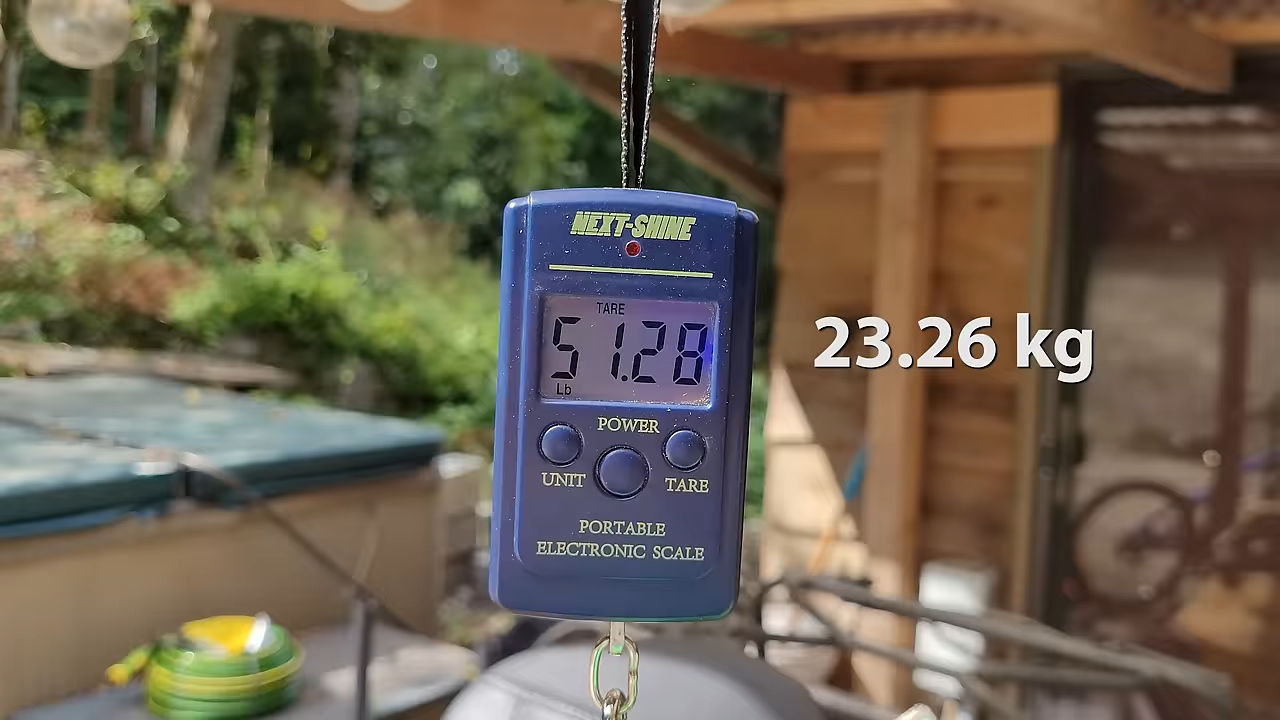 NEXT-SHINE
TARE
51.28
Lb
POWER
UNIT
TARE
PORTABLE
ELECTRONIC SCALE
23.26 kg